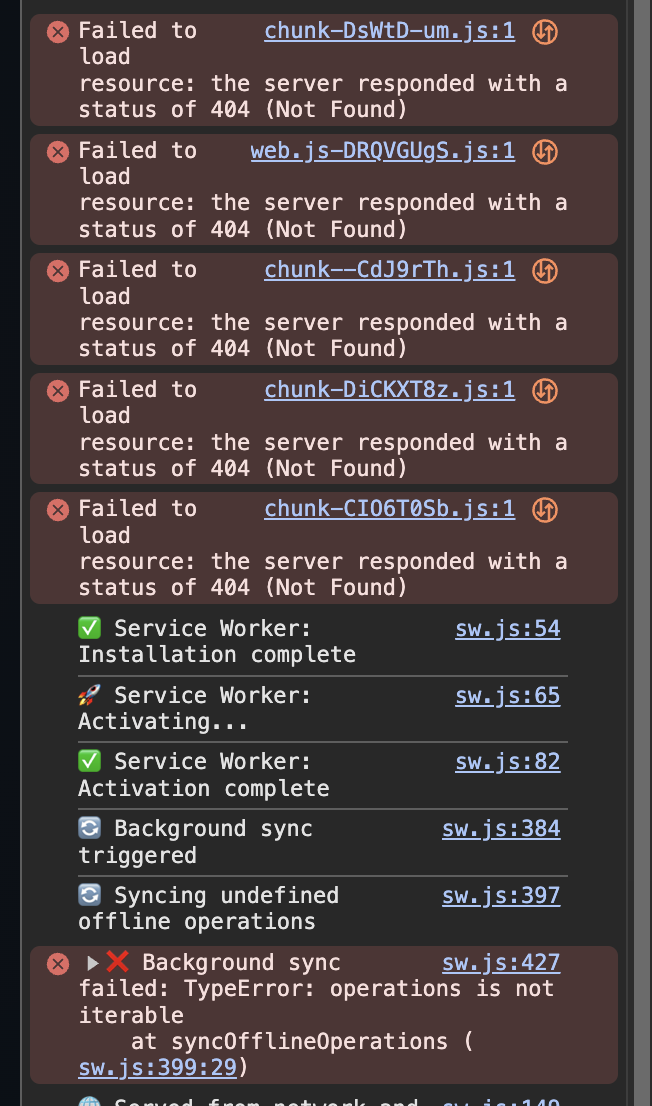 Failed to load chunk-DsWtD-um.js:1
resource: the server responded with a
status of 404 (Not Found)
Failed to load web.js-DRQVGUgS.js:1
resource: the server responded with a
status of 404 (Not Found)
Failed to load chunk--CdJ9rTh.js:1
resource: the server responded with a
status of 404 (Not Found)
Failed to load chunk-DiCKXT8z.js:1
resource: the server responded with a
status of 404 (Not Found)
Failed to load chunk-CIO6T0Sb.js:1
resource: the server responded with a
status of 404 (Not Found)
✅ Service Worker: sw.js:54
Installation complete
🚀 Service Worker: sw.js:65
Activating...
✅ Service Worker: sw.js:82
Activation complete
🔄 Background sync sw.js:384
triggered
🔄 Syncing undefined sw.js:397
offline operations
▶❌ Background sync sw.js:427
failed: TypeError: operations is not
iterable
at syncOfflineOperations (
sw.js:399:29)
🌐 Served from network and sw.js:149